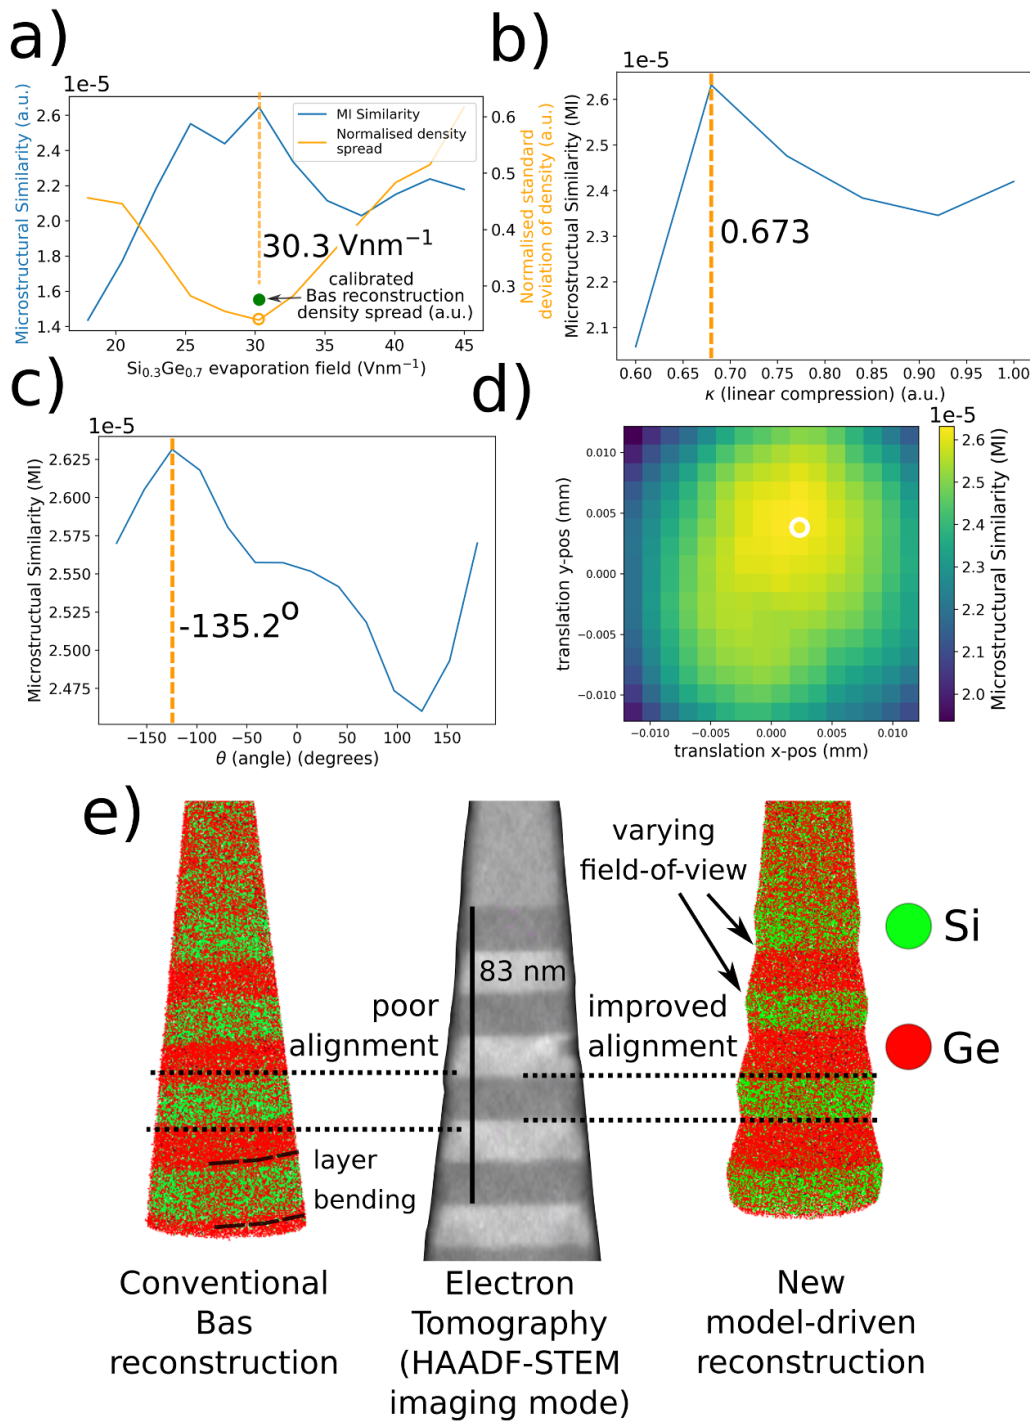 a)
1e-5
Microstructural Similarity (a.u.)
2.6
2.4
2.2
2.0
1.8
1.6
1.4
MI Similarity
Normalised density
spread
0.6
0.5
0.4
0.3
Normalised standard
deviation of density (a.u.)
30.3 Vnm⁻¹
calibrated
Bas reconstruction
density spread (a.u.)
20 25 30 35 40 45
Si₀.₃Ge₀.₇ evaporation field (Vnm⁻¹)
b)
1e-5
Microstructual Similarity (MI)
2.6
2.5
2.4
2.3
2.2
2.1
0.673
0.60 0.65 0.70 0.75 0.80 0.85 0.90 0.95 1.00
κ (linear compression) (a.u.)
c)
1e-5
Microstructual Similarity (MI)
2.625
2.600
2.575
2.550
2.525
2.500
2.475
-135.2°
−150 −100 −50 0 50 100 150
θ (angle) (degrees)
d)
1e-5
translation y-pos (mm)
0.010
0.005
0.000
−0.005
−0.010
−0.010 −0.005 0.000 0.005 0.010
translation x-pos (mm)
2.6
2.5
2.4
2.3
2.2
2.1
2.0
Microstructural Similarity (MI)
e)
varying
field-of-view
Si
83 nm
poor
alignment
improved
alignment
Ge
layer
bending
Conventional
Bas
reconstruction
Electron
Tomography
(HAADF-STEM
imaging mode)
New
model-driven
reconstruction